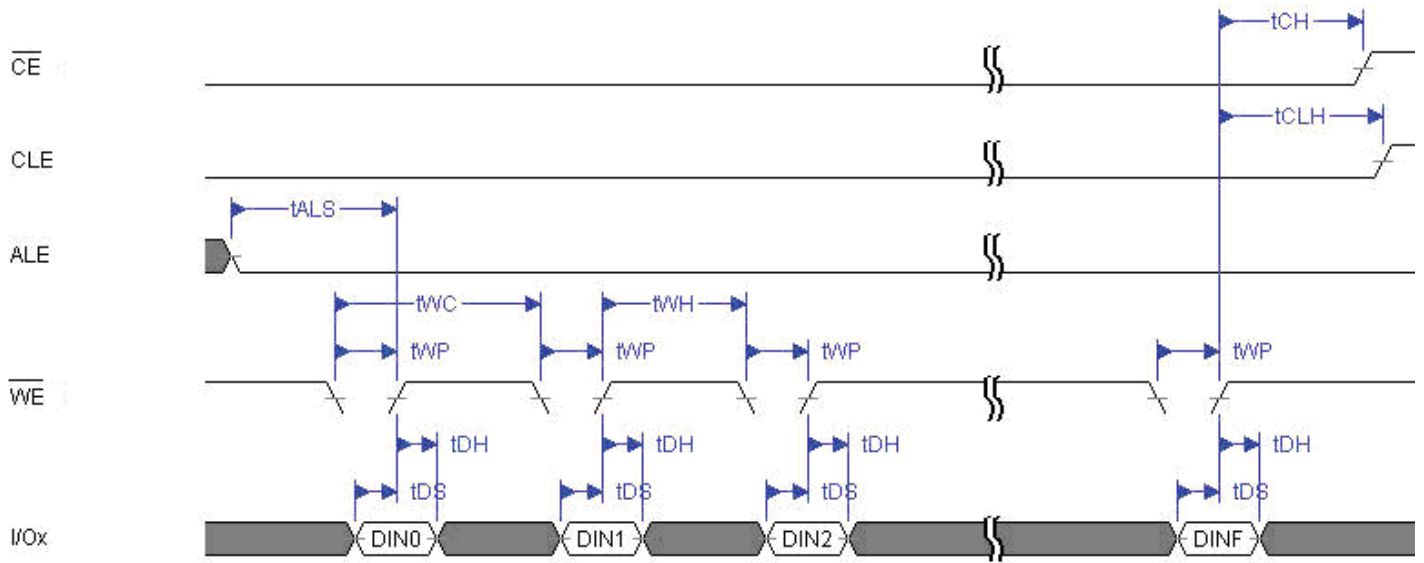 tCH
CE
tCLH
CLE
tALS
ALE
tWC tWH
tWP tWP tWP tWP
WE
tDH tDH tDH tDH
tDS tDS tDS tDS
I/Ox DIN0 DIN1 DIN2 DINF